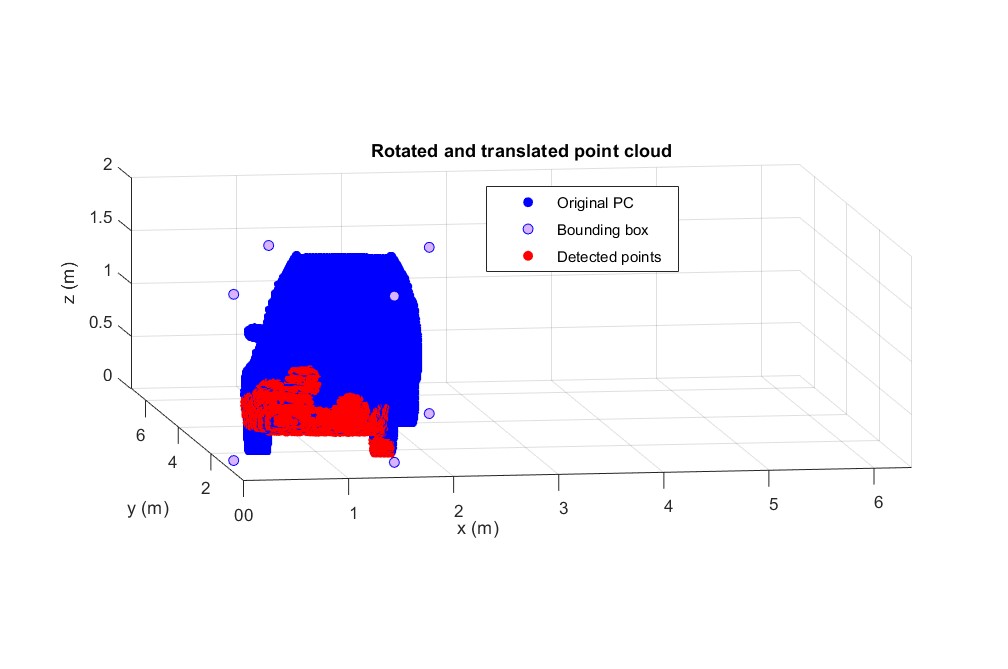 Rotated and translated point cloud
Original PC
Bounding box
Detected points
2
1.5
1
0.5
0
z (m)
6
4
2
y (m)
00
1
2
3
4
5
6
x (m)